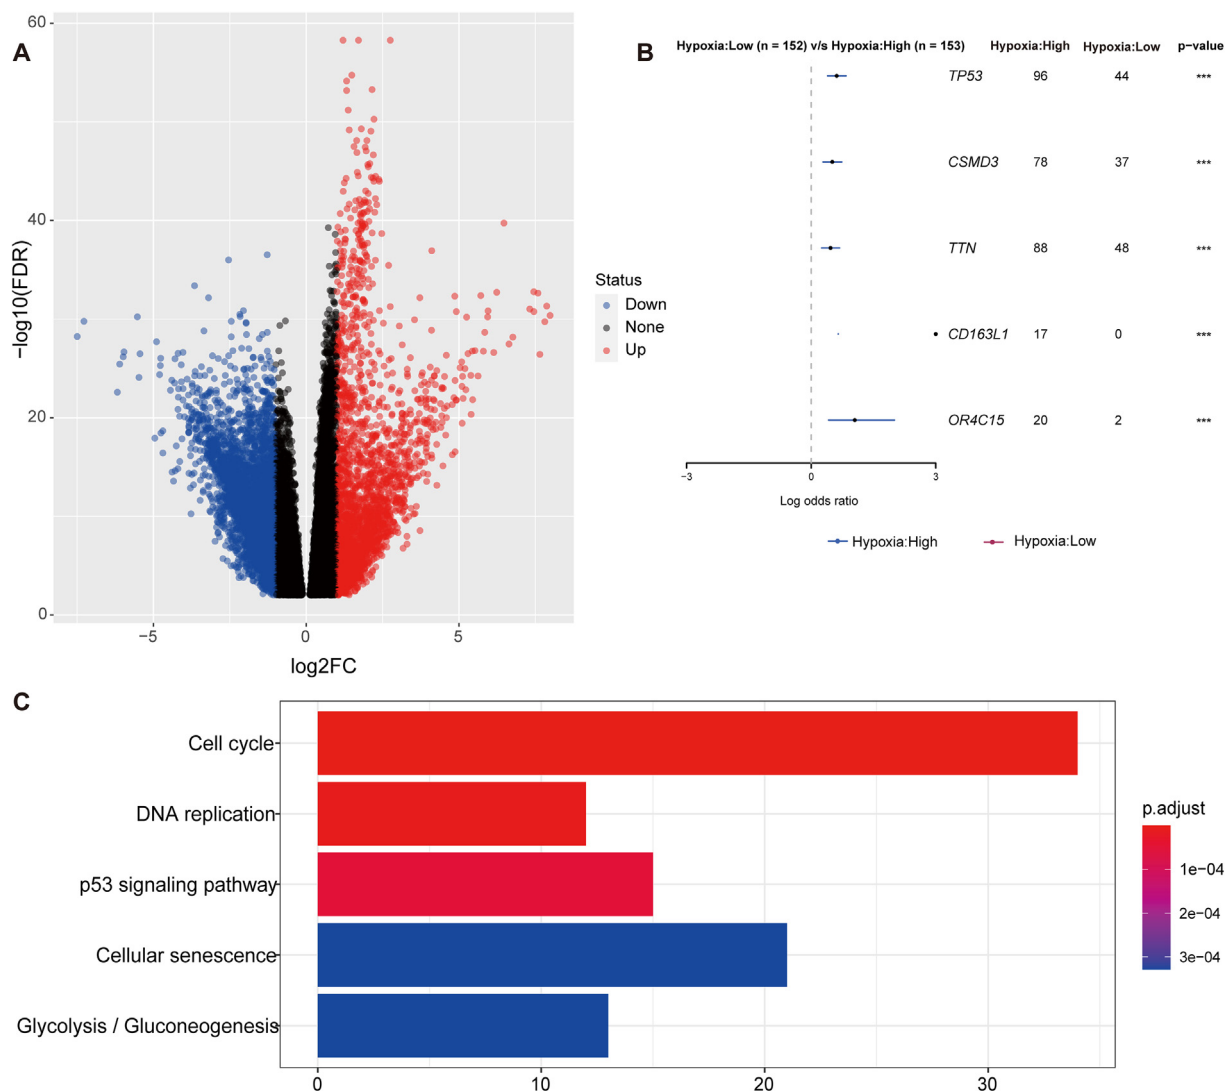 A
60
40
20
0
−log10(FDR)
−5
0
5
log2FC
Status
Down
None
Up
B
Hypoxia:Low (n = 152) v/s Hypoxia:High (n = 153) Hypoxia:High Hypoxia:Low p−value
TP53 96 44 ***
CSMD3 78 37 ***
TTN 88 48 ***
CD163L1 17 0 ***
OR4C15 20 2 ***
−3 0 3
Log odds ratio
Hypoxia:High Hypoxia:Low
C
Cell cycle
DNA replication
p53 signaling pathway
Cellular senescence
Glycolysis / Gluconeogenesis
0 10 20 30
p.adjust
1e−04
2e−04
3e−04